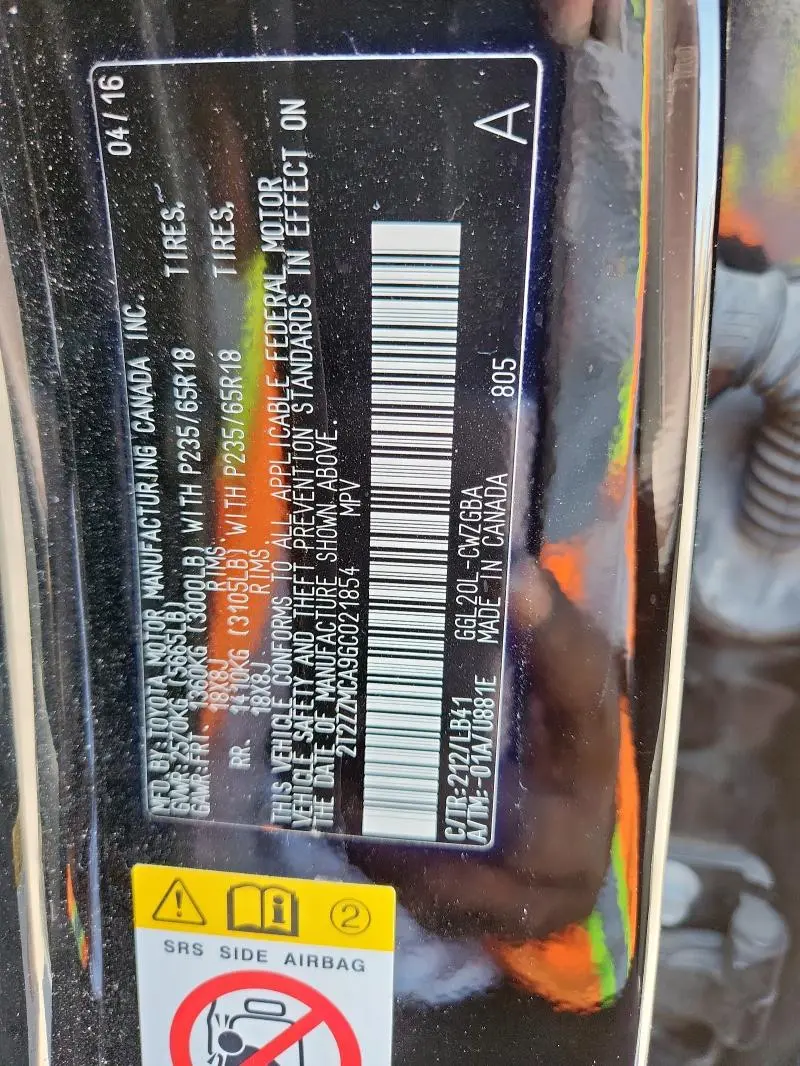 04/16
MFD.BY:TOYOTA MOTOR MANUFACTURING CANADA INC.
GVWR:2570KG(5665LB)
GAWR:FR. 1360KG (3000LB) WITH P235/65R18 TIRES,
18X8J RIMS,
RR. 1410KG (3105LB) WITH P235/65R18 TIRES,
18X8J RIMS.
THIS VEHICLE CONFORMS TO ALL APPLICABLE FEDERAL MOTOR
VEHICLE SAFETY AND THEFT PREVENTION STANDARDS IN EFFECT ON
THE DATE OF MANUFACTURE SHOWN ABOVE.
2T2ZZMCA9GC021854 MPV
C/TR:212/LB41 GGL20L-CWZGBA A
A/TM:-01A/U881E MADE IN CANADA 805
2
SRS SIDE AIRBAG